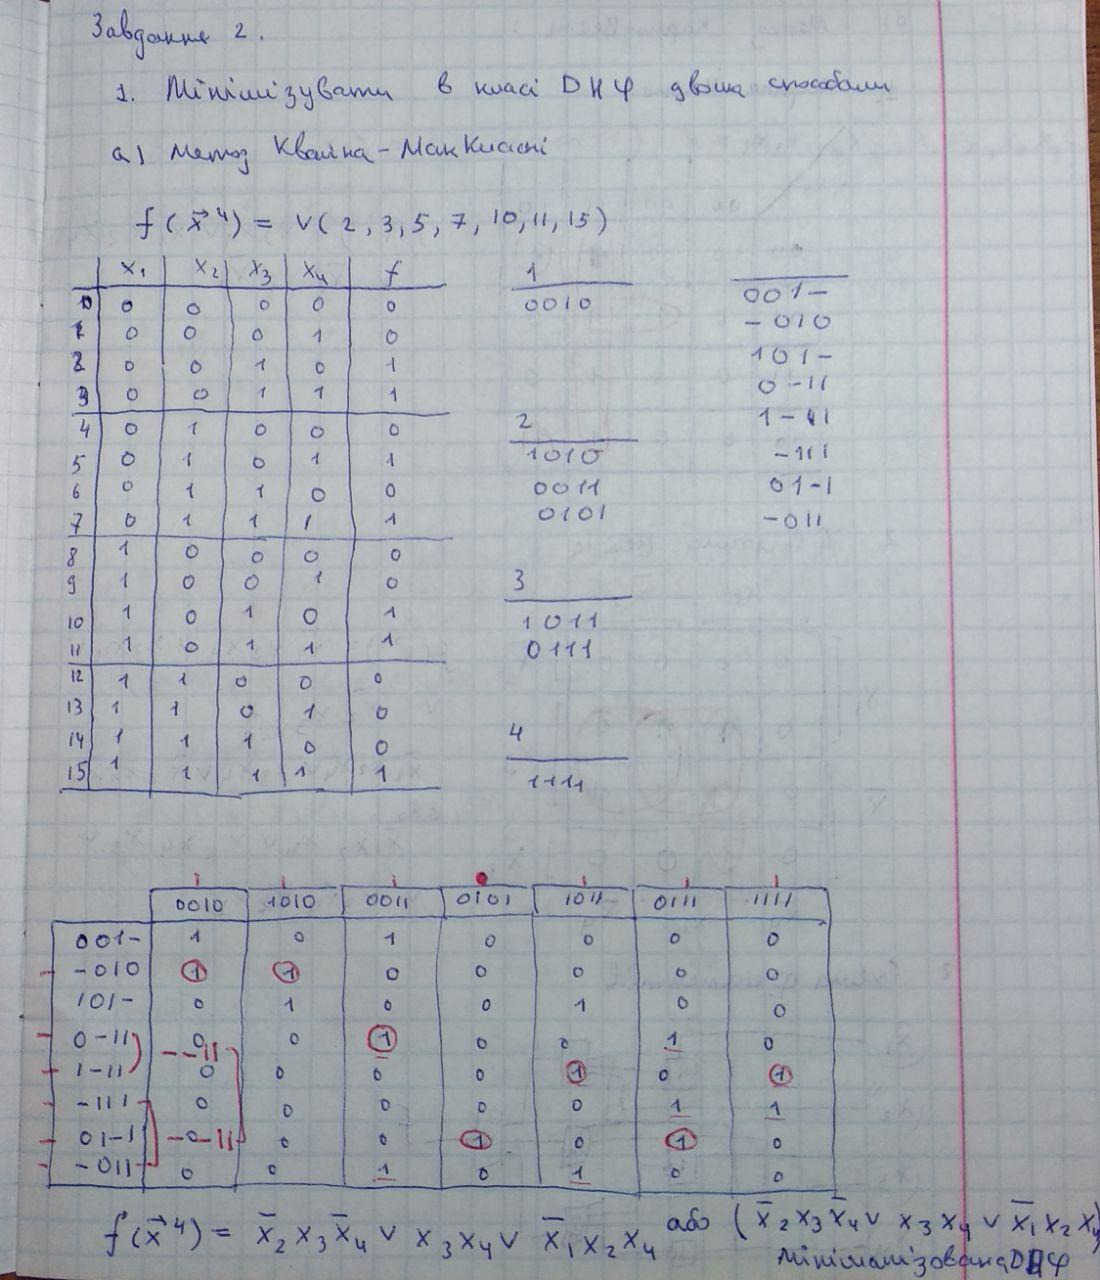 Завдання 2.
1. Мінімізувати в класі ДНФ двома способами
а) Метод Квайна-МакКласкі
f(x⃗⁴) = V(2, 3, 5, 7, 10, 11, 15)
x₁ x₂ x₃ x₄ f
0 0 0 0 0 0
1 0 0 0 1 0
2 0 0 1 0 1
3 0 0 1 1 1
4 0 1 0 0 0
5 0 1 0 1 1
6 0 1 1 0 0
7 0 1 1 1 1
8 1 0 0 0 0
9 1 0 0 1 0
10 1 0 1 0 1
11 1 0 1 1 1
12 1 1 0 0 0
13 1 1 0 1 0
14 1 1 1 0 0
15 1 1 1 1 1
1
0010
2
1010
0011
0101
3
1011
0111
4
1111
001-
-010
101-
0-11
1-11
-111
01-1
-011
0010 1010 0011 0101 1011 0111 1111
001- 1 0 1 0 0 0 0
-010 1 1 0 0 0 0 0
101- 0 1 0 0 1 0 0
0-11 0 0 1 0 0 1 0
--11
1-11 0 0 0 0 1 0 1
-111 0 0 0 0 0 1 1
01-1 0 0 0 1 0 1 0
--11
-011 0 0 1 0 1 0 0
f(x⃗⁴) = x̄₂x₃x̄₄ ∨ x₃x₄ ∨ x̄₁x₂x₄ або (x̄₂x₃x̄₄ ∨ x₃x₄ ∨ x̄₁x₂x₄)
мінімалізована ДНФ